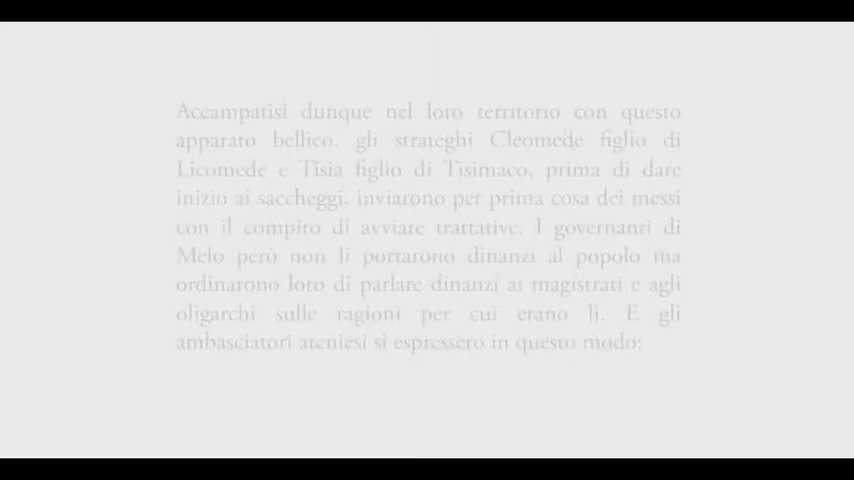 Accampatisi dunque nel loro territorio con questo
apparato bellico, gli strateghi Cleomede figlio di
Licomede e Tisia figlio di Tisimaco, prima di dare
inizio ai saccheggi, inviarono per prima cosa dei messi
con il compito di avviare trattative. I governanti di
Melo però non li portarono dinanzi al popolo ma
ordinarono loro di parlare dinanzi ai magistrati e agli
oligarchi sulle ragioni per cui erano lì. E gli
ambasciatori ateniesi si espressero in questo modo: